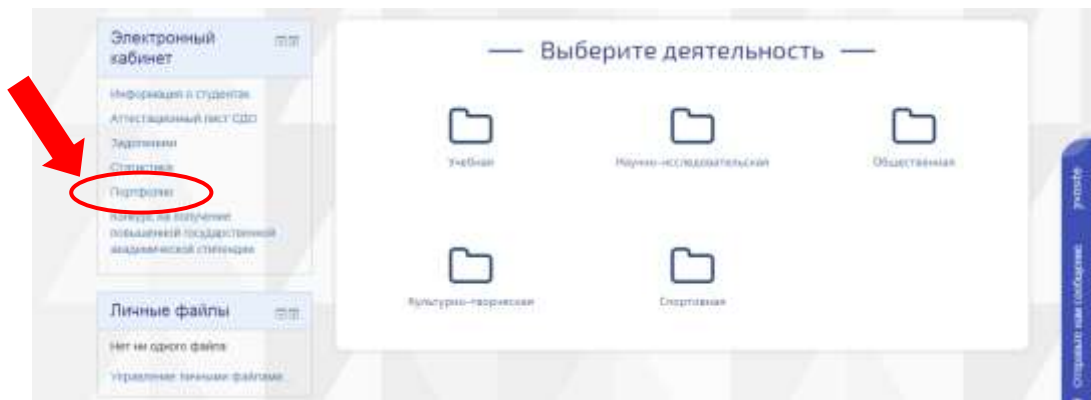 Электронный
кабинет
Информация о студентах
Аттестационный лист СДО
Задолженни
Статистика
Портфолио
Конкурс на получение
повышенной государственной
академической стипендии
Личные файлы
Нет ни одного файла
Управление личными файлами
— Выберите деятельность —
Учебная
Научно-исследовательская
Общественная
Культурно-творческая
Спортивная
Отправьте нам сообщение